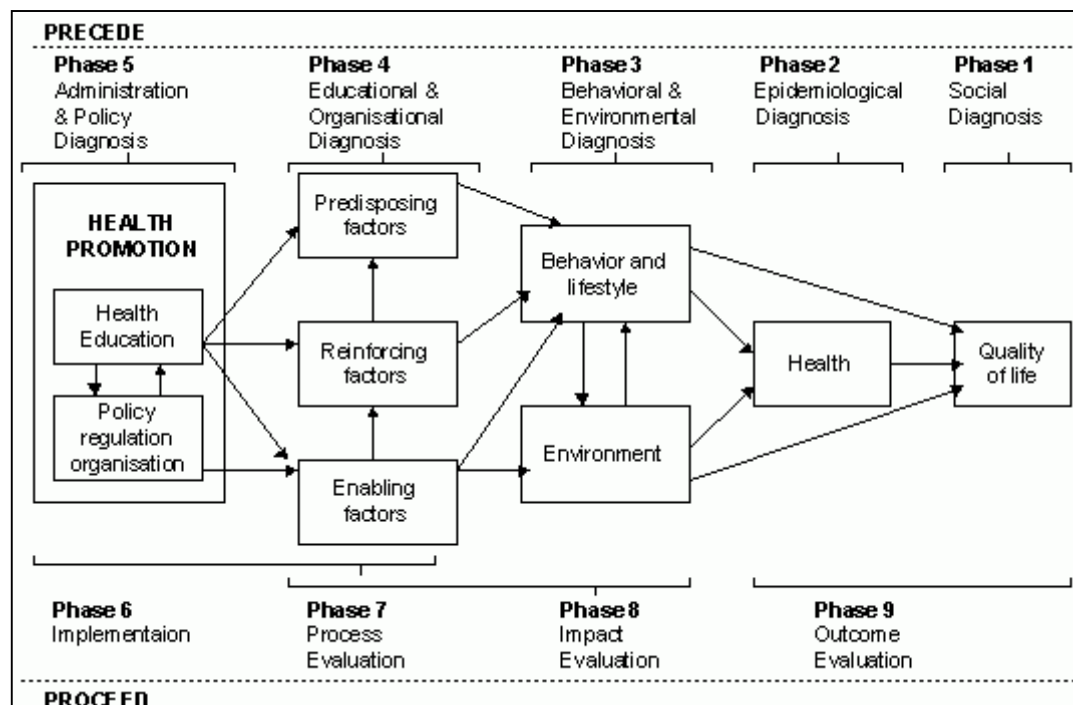 PRECEDE
Phase 5
Administration
& Policy
Diagnosis
Phase 4
Educational &
Organisational
Diagnosis
Phase 3
Behavioral &
Environmental
Diagnosis
Phase 2
Epidemiological
Diagnosis
Phase 1
Social
Diagnosis
HEALTH
PROMOTION
Health
Education
Policy
regulation
organisation
Predisposing
factors
Reinforcing
factors
Enabling
factors
Behavior and
lifestyle
Environment
Health
Quality
of life
Phase 6
Implementaion
Phase 7
Process
Evaluation
Phase 8
Impact
Evaluation
Phase 9
Outcome
Evaluation
PROCEED